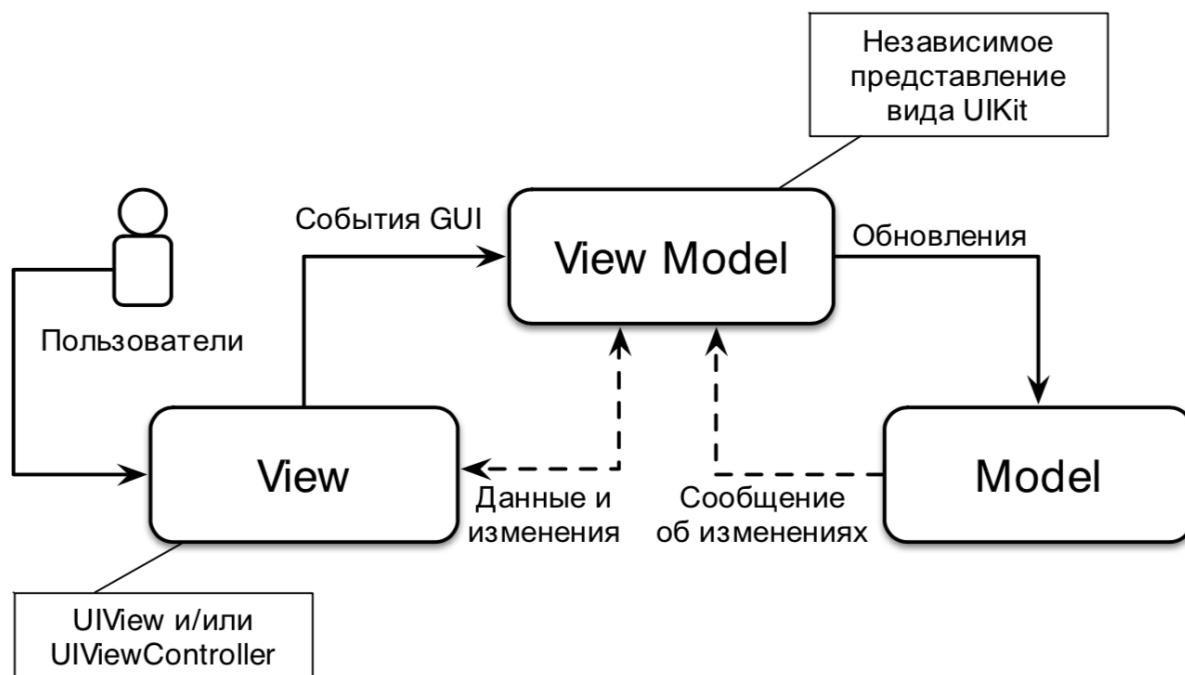 Независимое
представление
вида UIKit
События GUI
View Model
Обновления
Пользователи
View
Данные и
изменения
Сообщение
об изменениях
Model
UIView и/или
UIViewController